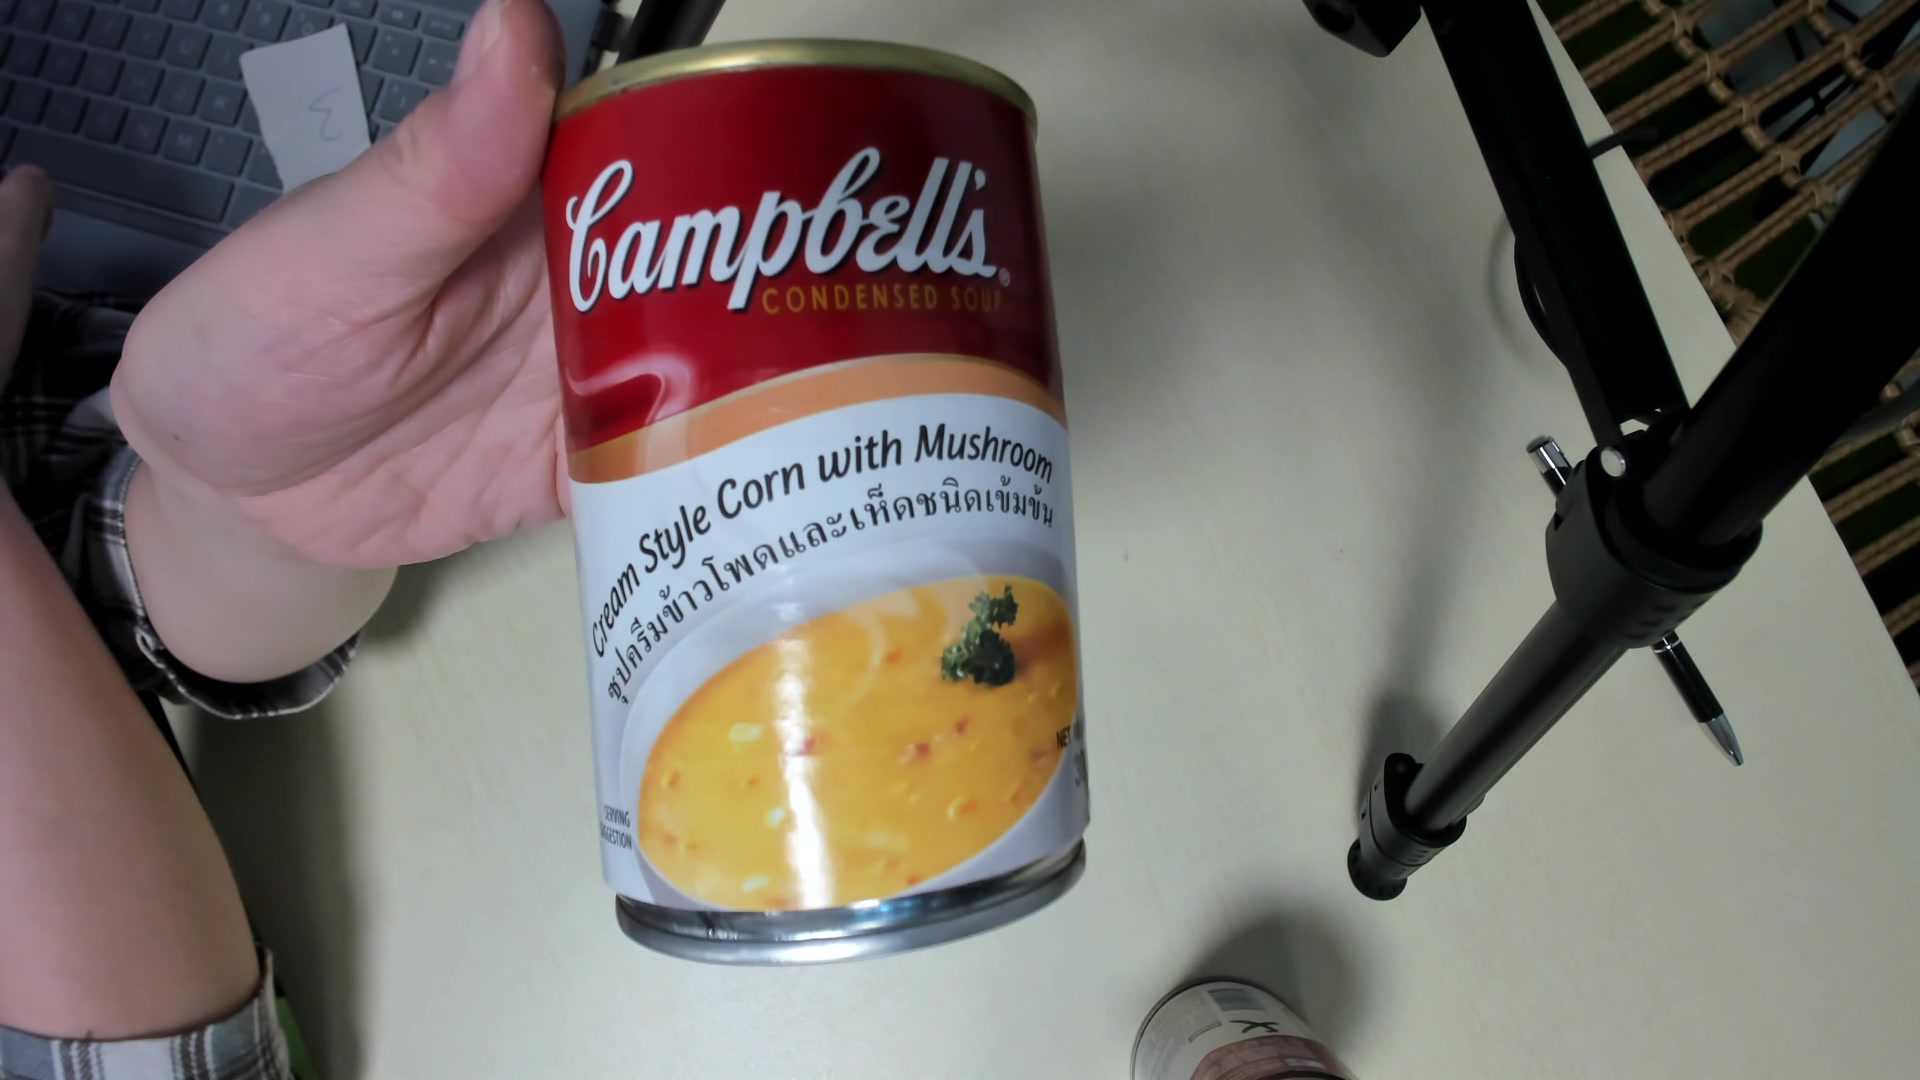 Campbell's®
CONDENSED SOUP
Cream Style Corn with Mushroom
ซุปครีมข้าวโพดและเห็ดชนิดเข้มข้น
NET
SERVING